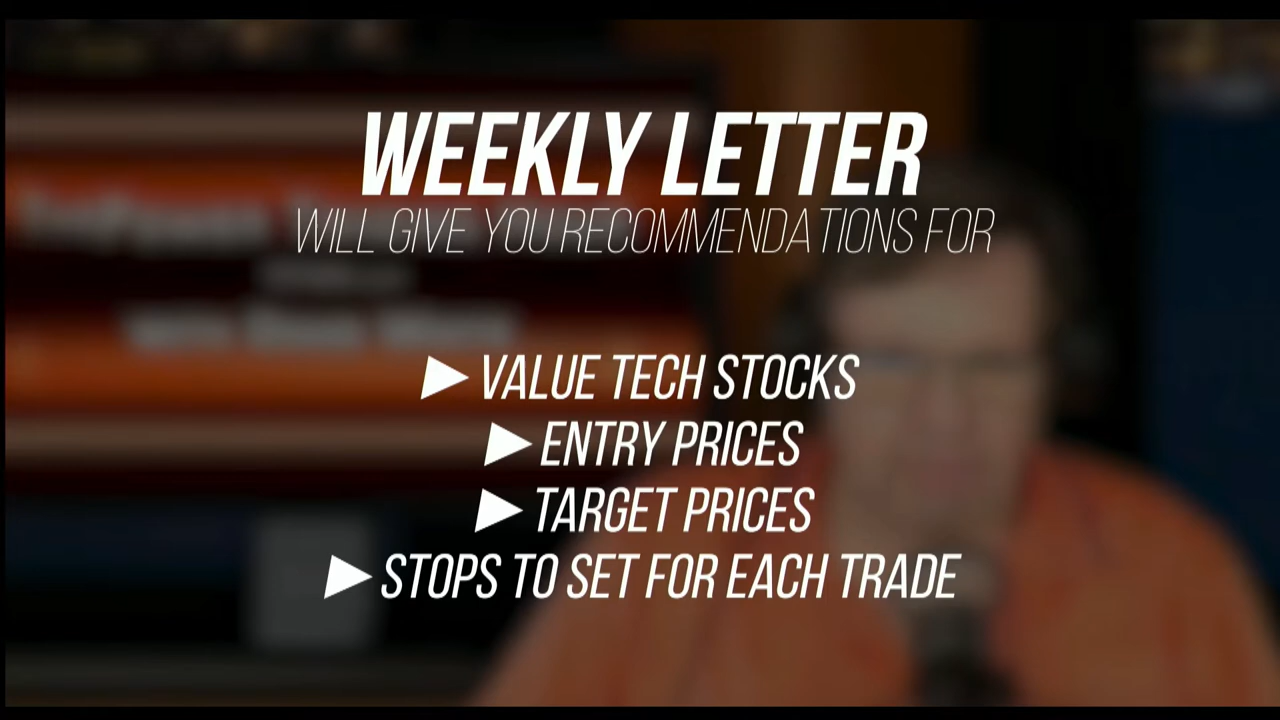 WEEKLY LETTER
WILL GIVE YOU RECOMMENDATIONS FOR
▶ VALUE TECH STOCKS
▶ ENTRY PRICES
▶ TARGET PRICES
▶ STOPS TO SET FOR EACH TRADE